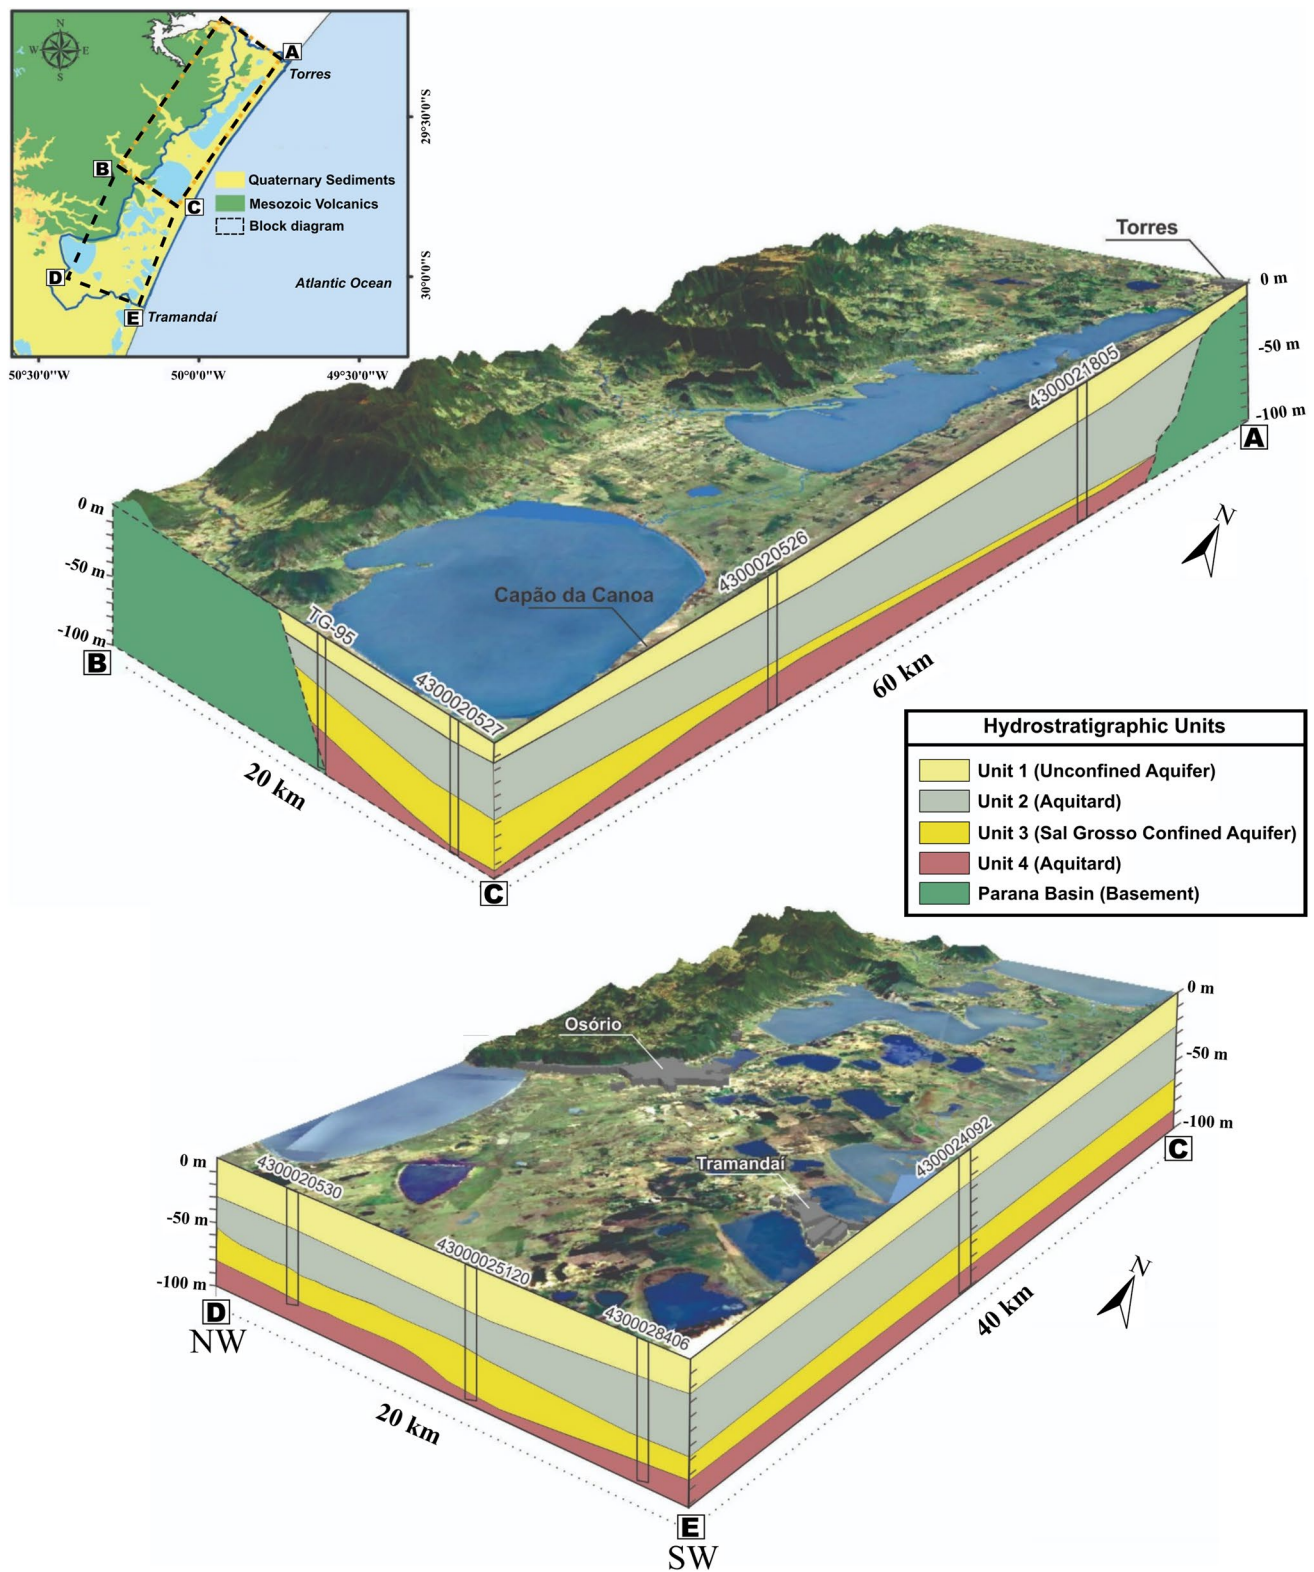 N
W E
S
A
Torres
B
Quaternary Sediments
Mesozoic Volcanics
C
Block diagram
D
Atlantic Ocean
E
Tramandaí
29°30'0"S
30°0'0"S
50°30'0"W 50°0'0"W 49°30'0"W
Torres
0 m
-50 m
-100 m
A
4300021805
0 m
-50 m
-100 m
B
N
4300020526
Capão da Canoa
TG-95
4300020527
60 km
20 km
C
Hydrostratigraphic Units
Unit 1 (Unconfined Aquifer)
Unit 2 (Aquitard)
Unit 3 (Sal Grosso Confined Aquifer)
Unit 4 (Aquitard)
Parana Basin (Basement)
0 m
-50 m
-100 m
C
Osório
4300024092
Tramandaí
0 m
-50 m
-100 m
D
NW
4300020530
43000025120
4300028406
N
40 km
20 km
E
SW